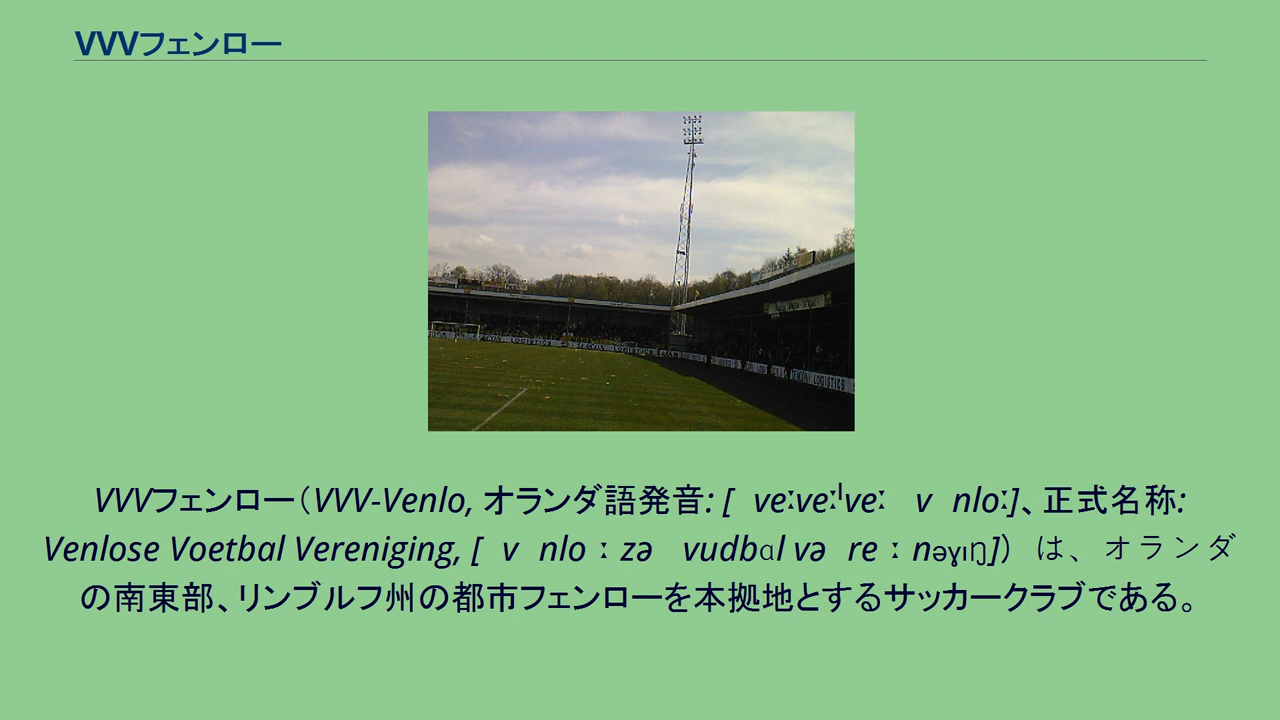 VVVフェンロー
LOGISTICS
LOGISTICS
LOGISTICS
VVVフェンロー（VVV-Venlo, オランダ語発音: [ veːveːˈveː v nloː]、正式名称:
Venlose Voetbal Vereniging, [ v nlo ː zə vudbɑl və re ː nəɣɪŋ]） は、オランダ
の南東部、リンブルフ州の都市フェンローを本拠地とするサッカークラブである。